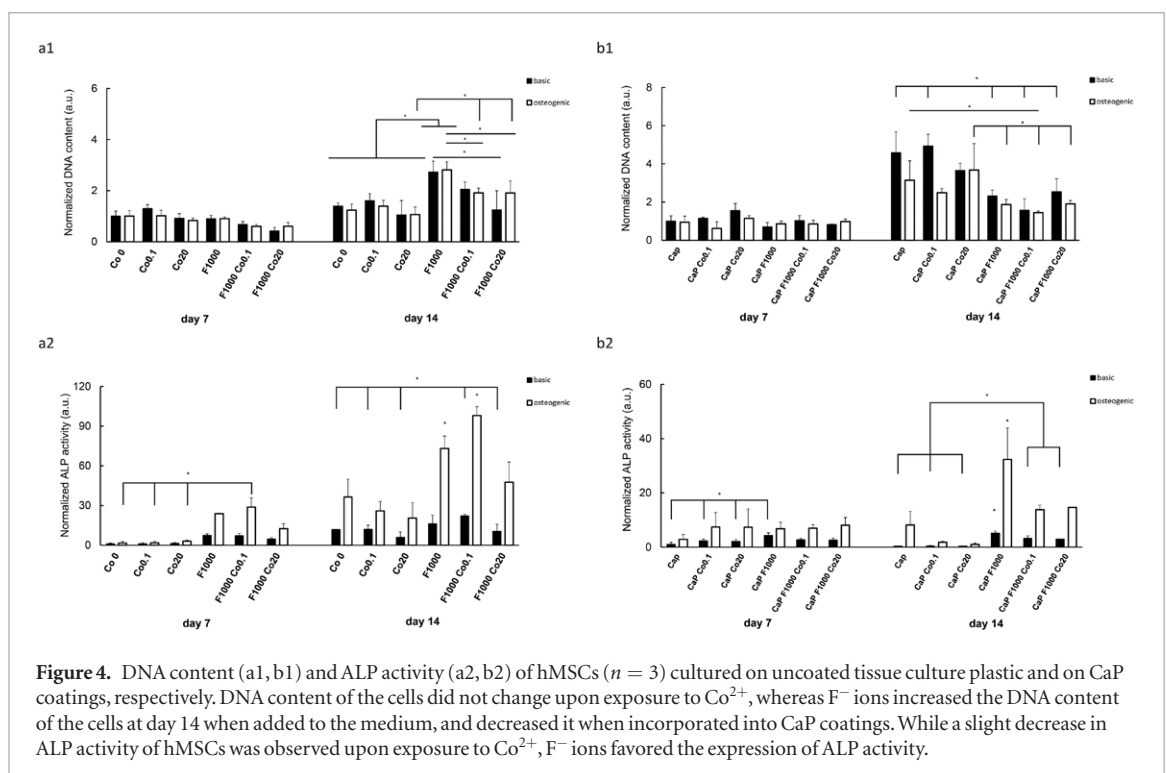 a1
basic
osteogenic
Normalized DNA content (a.u.)
6
4
2
0
* * * * *
Co 0 Co0.1 Co20 F1000 F1000 Co0.1 F1000 Co20
Co 0 Co0.1 Co20 F1000 F1000 Co0.1 F1000 Co20
day 7 day 14
b1
basic
osteogenic
Normalized DNA content (a.u.)
8
6
4
2
0
* * *
Cap CaP Co0.1 CaP Co20 CaP F1000 CaP F1000 Co0.1 CaP F1000 Co20
Cap CaP Co0.1 CaP Co20 CaP F1000 CaP F1000 Co0.1 CaP F1000 Co20
day 7 day 14
a2
basic
osteogenic
Normalized ALP activity (a.u.)
120
90
60
30
0
* * * *
Co 0 Co0.1 Co20 F1000 F1000 Co0.1 F1000 Co20
Co 0 Co0.1 Co20 F1000 F1000 Co0.1 F1000 Co20
day 7 day 14
b2
basic
osteogenic
Normalized ALP activity (a.u.)
60
40
20
0
* * * *
Cap CaP Co0.1 CaP Co20 CaP F1000 CaP F1000 Co0.1 CaP F1000 Co20
Cap CaP Co0.1 CaP Co20 CaP F1000 CaP F1000 Co0.1 CaP F1000 Co20
day 7 day 14
Figure 4. DNA content (a1, b1) and ALP activity (a2, b2) of hMSCs (n = 3) cultured on uncoated tissue culture plastic and on CaP
coatings, respectively. DNA content of the cells did not change upon exposure to Co²⁺, whereas F⁻ ions increased the DNA content
of the cells at day 14 when added to the medium, and decreased it when incorporated into CaP coatings. While a slight decrease in
ALP activity of hMSCs was observed upon exposure to Co²⁺, F⁻ ions favored the expression of ALP activity.